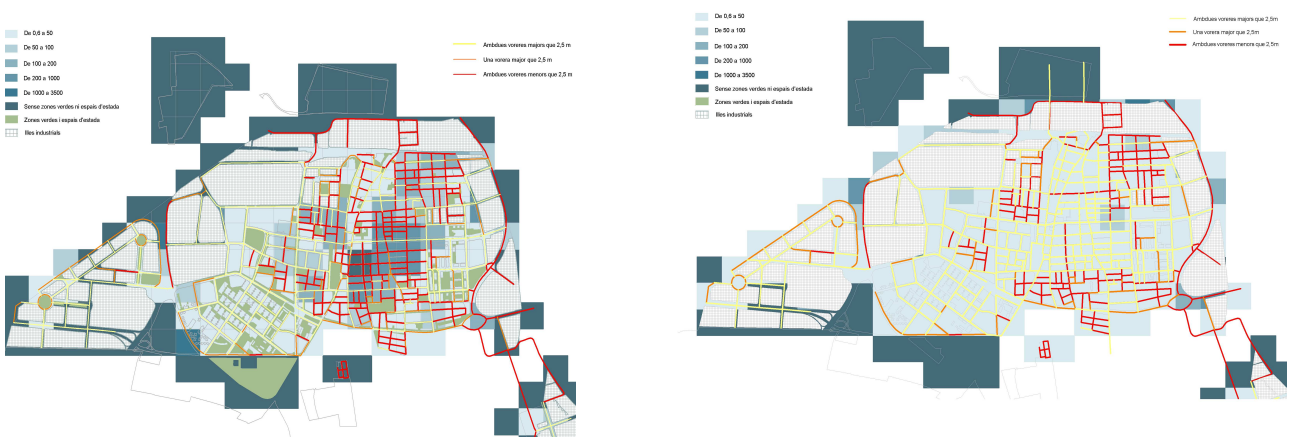 De 0,6 a 50
De 50 a 100
De 100 a 200
De 200 a 1000
De 1000 a 3500
Sense zones verdes ni espais d'estada
Zones verdes i espais d'estada
Illes industrials
Ambdues voreres majors que 2,5 m
Una vorera major que 2,5 m
Ambdues voreres menors que 2,5 m
De 0,6 a 50
De 50 a 100
De 100 a 200
De 200 a 1000
De 1000 a 3500
Sense zones verdes ni espais d'estada
Zones verdes i espais d'estada
Illes industrials
Ambdues voreres majors que 2,5m
Una vorera major que 2,5m
Ambdues voreres menors que 2,5m